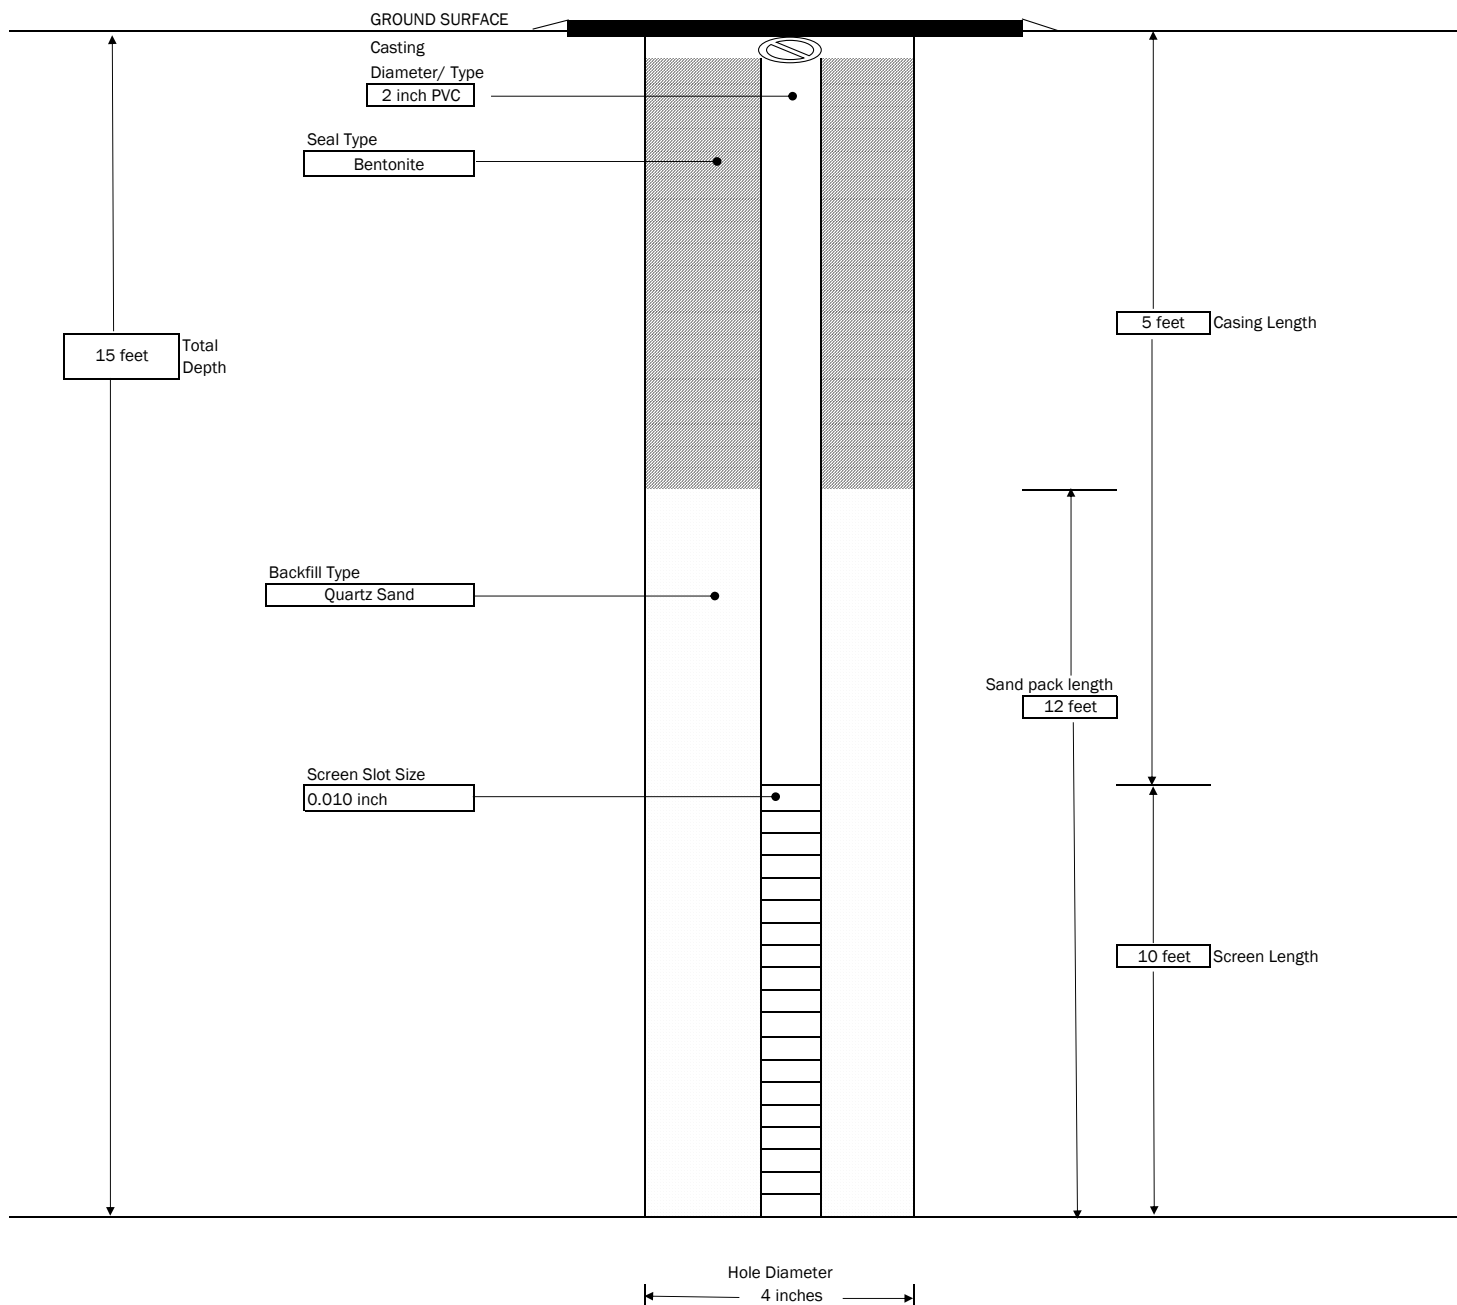 GROUND SURFACE
Casting
Diameter/ Type
2 inch PVC
Seal Type
Bentonite
5 feet Casing Length
15 feet
Total
Depth
Backfill Type
Quartz Sand
Sand pack length
12 feet
Screen Slot Size
0.010 inch
10 feet Screen Length
Hole Diameter
4 inches